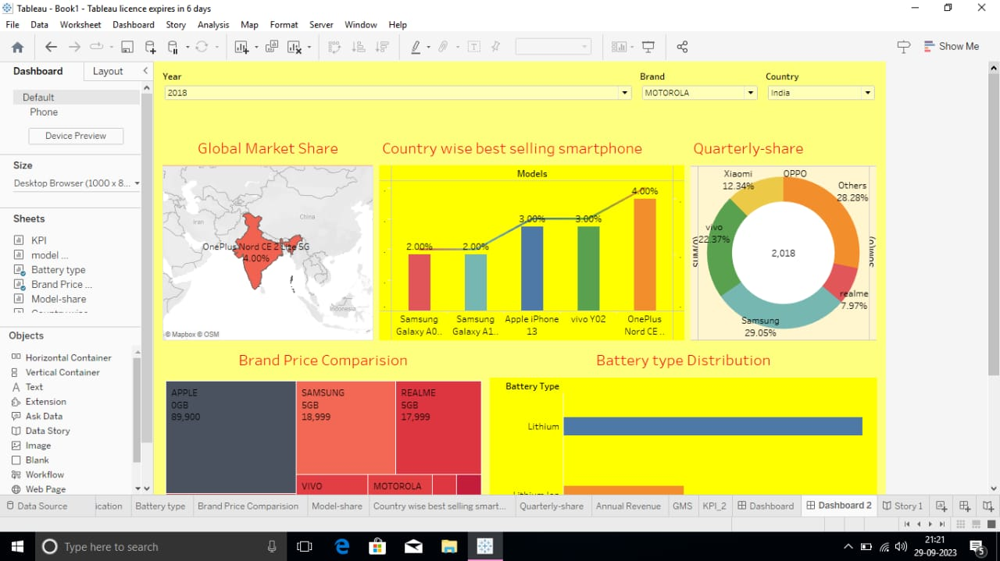 Tableau - Book1 - Tableau licence expires in 6 days
File Data Worksheet Dashboard Story Analysis Map Format Server Window Help
Show Me
Dashboard Layout
Default
Phone
Device Preview
Size
Desktop Browser (1000 x 8...
Sheets
KPI
model ...
Battery type
Brand Price ...
Model-share
Objects
Horizontal Container
Vertical Container
Text
Extension
Ask Data
Data Story
Image
Blank
Workflow
Web Page
Year Brand Country
2018 MOTOROLA India
Global Market Share
China
Iran
OnePlus Nord CE 2 Lite 5G
4.00%
Indonesia
© Mapbox © OSM
Country wise best selling smartphone
Models
2.00% 2.00% 3.00% 3.00% 4.00%
Samsung Samsung Apple iPhone vivo Y02 OnePlus
Galaxy A0.. Galaxy A1.. 13 Nord CE ..
Quarterly-share
Xiaomi
12.34%
OPPO
Others
28.28%
vivo
22.37%
2,018
realme
7.97%
Samsung
29.05%
Brand Price Comparision
APPLE
0GB
89,900
SAMSUNG
5GB
18,999
REALME
5GB
17,999
VIVO MOTOROLA
Battery type Distribution
Battery Type
Lithium
Data Source ication Battery type Brand Price Comparision Model-share Country wise best selling smart... Quarterly-share Annual Revenue GMS KPI_2 Dashboard Dashboard 2 Story 1
Type here to search
21:21
29-09-2023
5